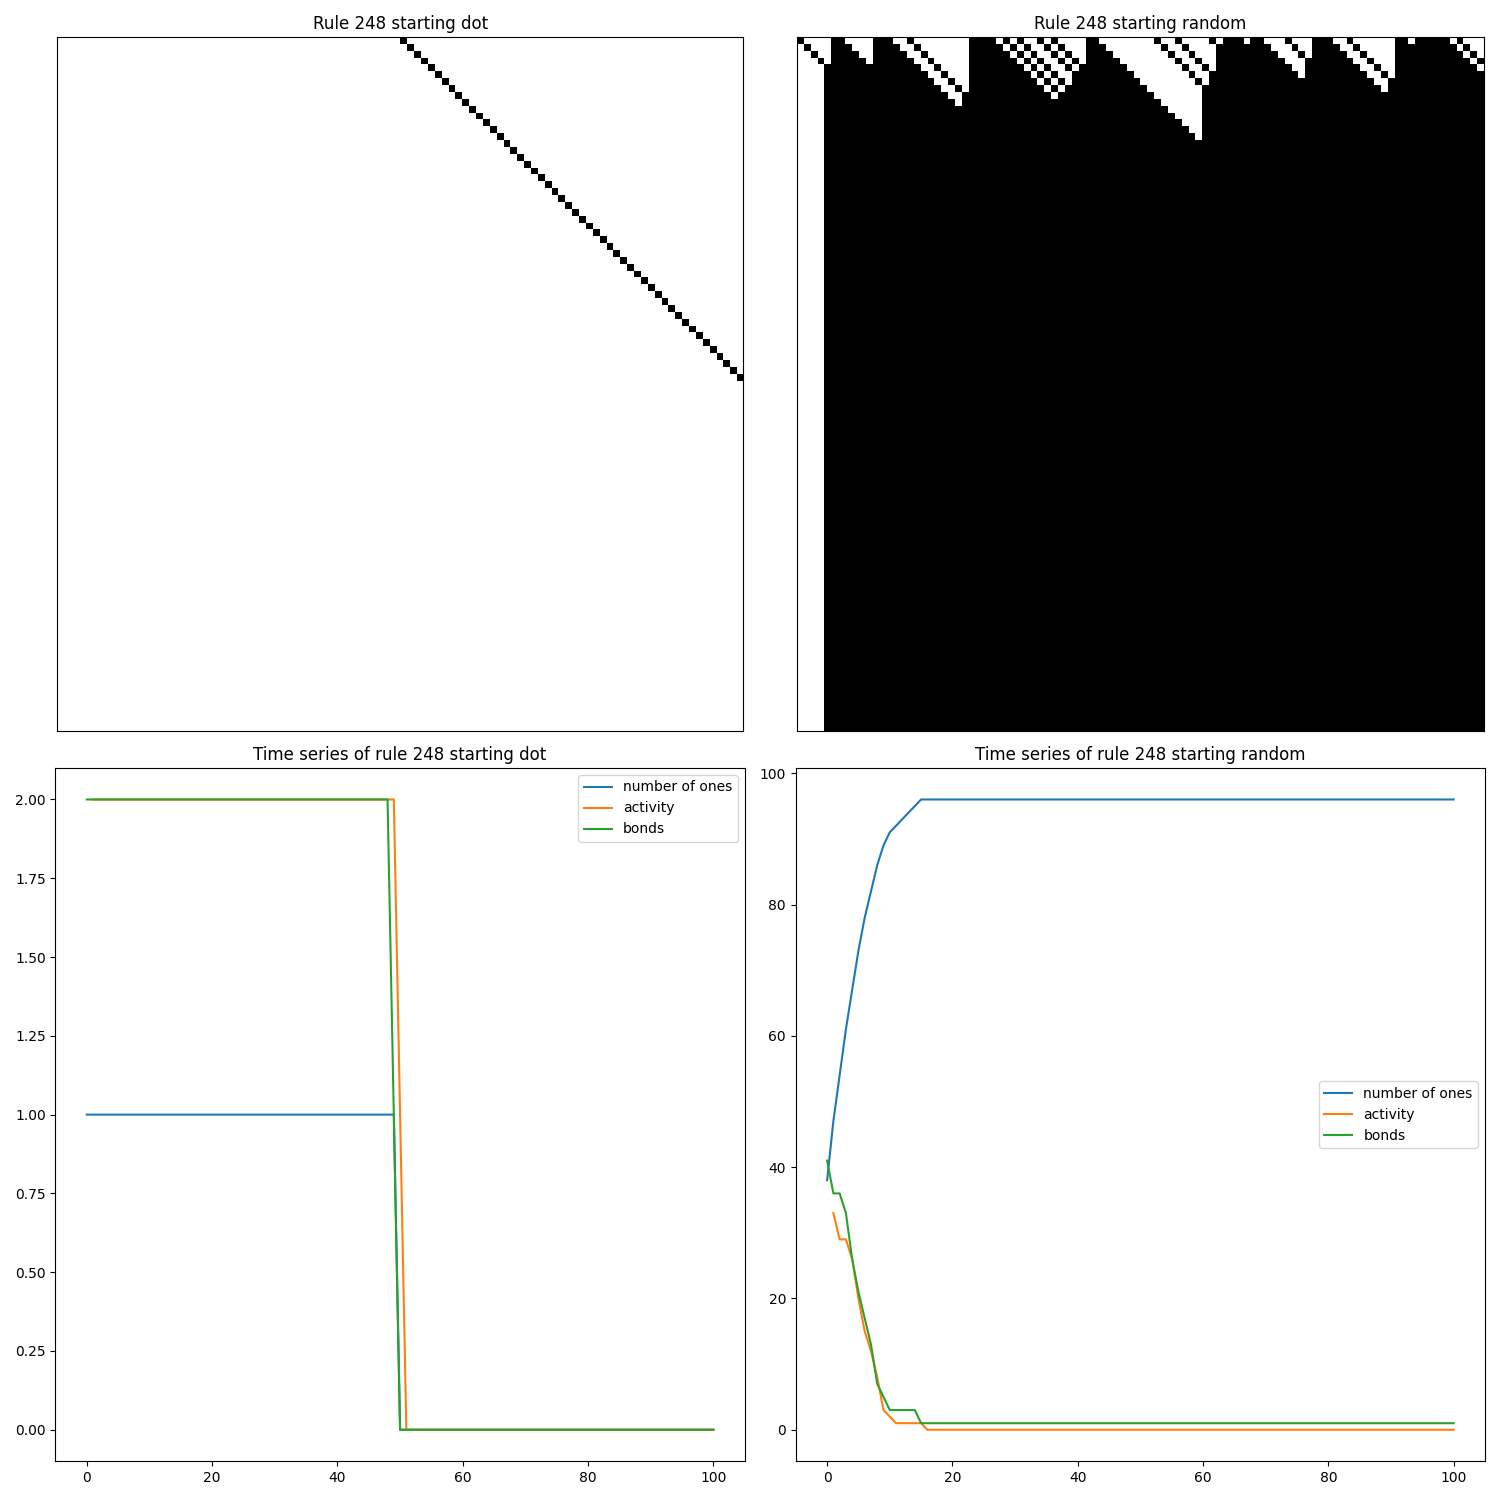 Rule 248 starting dot
Rule 248 starting random
Time series of rule 248 starting dot
2.00
1.75
1.50
1.25
1.00
0.75
0.50
0.25
0.00
0 20 40 60 80 100
number of ones
activity
bonds
Time series of rule 248 starting random
100
80
60
40
20
0
0 20 40 60 80 100
number of ones
activity
bonds